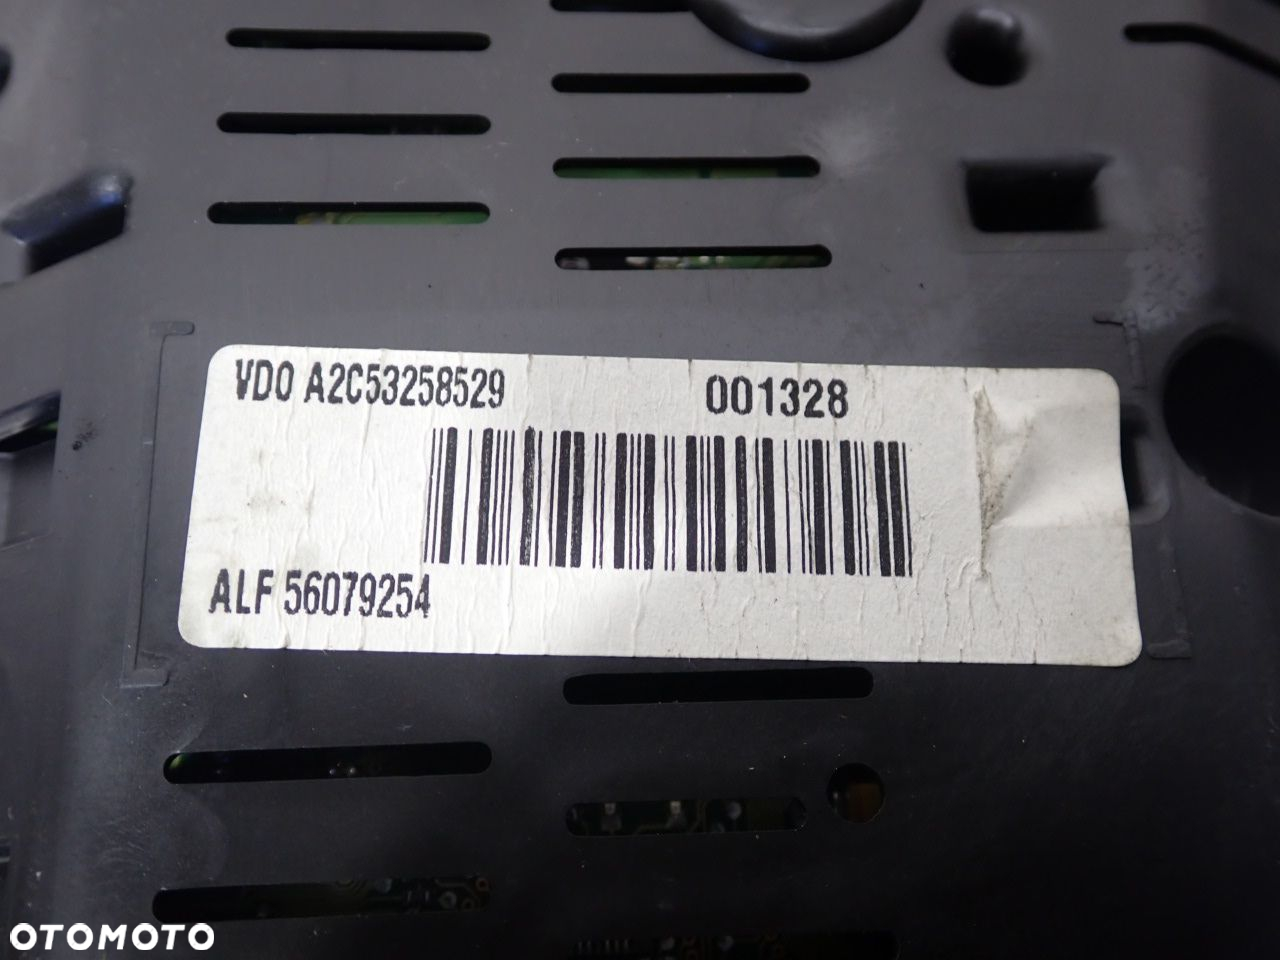 VDO A2C53258529 001328
ALF 56079254
OTOMOTO